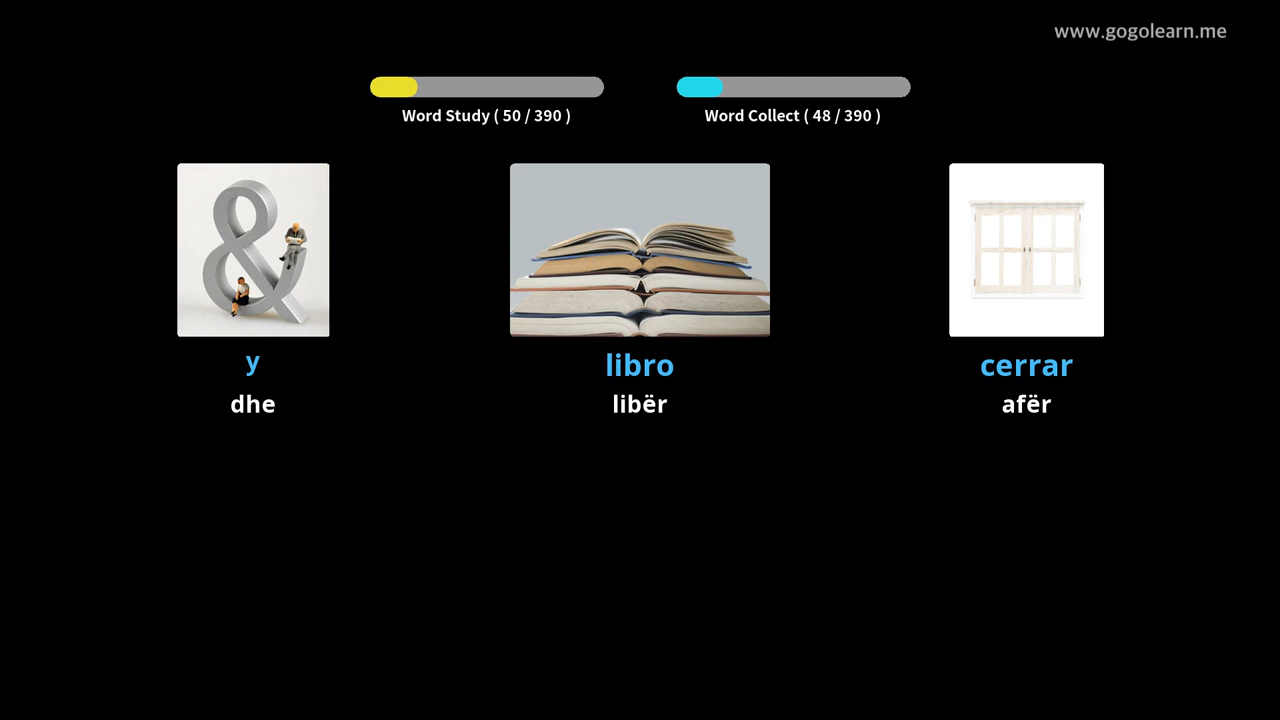 www.gogolearn.me
Word Study ( 50 / 390 )
Word Collect ( 48 / 390 )
y
libro
cerrar
dhe
libër
afër